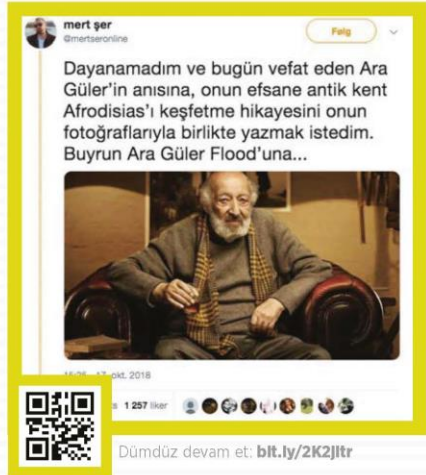 mert şer
@mertseronline
Følg
Dayanamadım ve bugün vefat eden Ara
Güler'in anısına, onun efsane antik kent
Afrodisias'ı keşfetme hikayesini onun
fotoğraflarıyla birlikte yazmak istedim.
Buyrun Ara Güler Flood'una...
17. okt. 2018
1 257 liker
Dümdüz devam et: bit.ly/2K2jltr